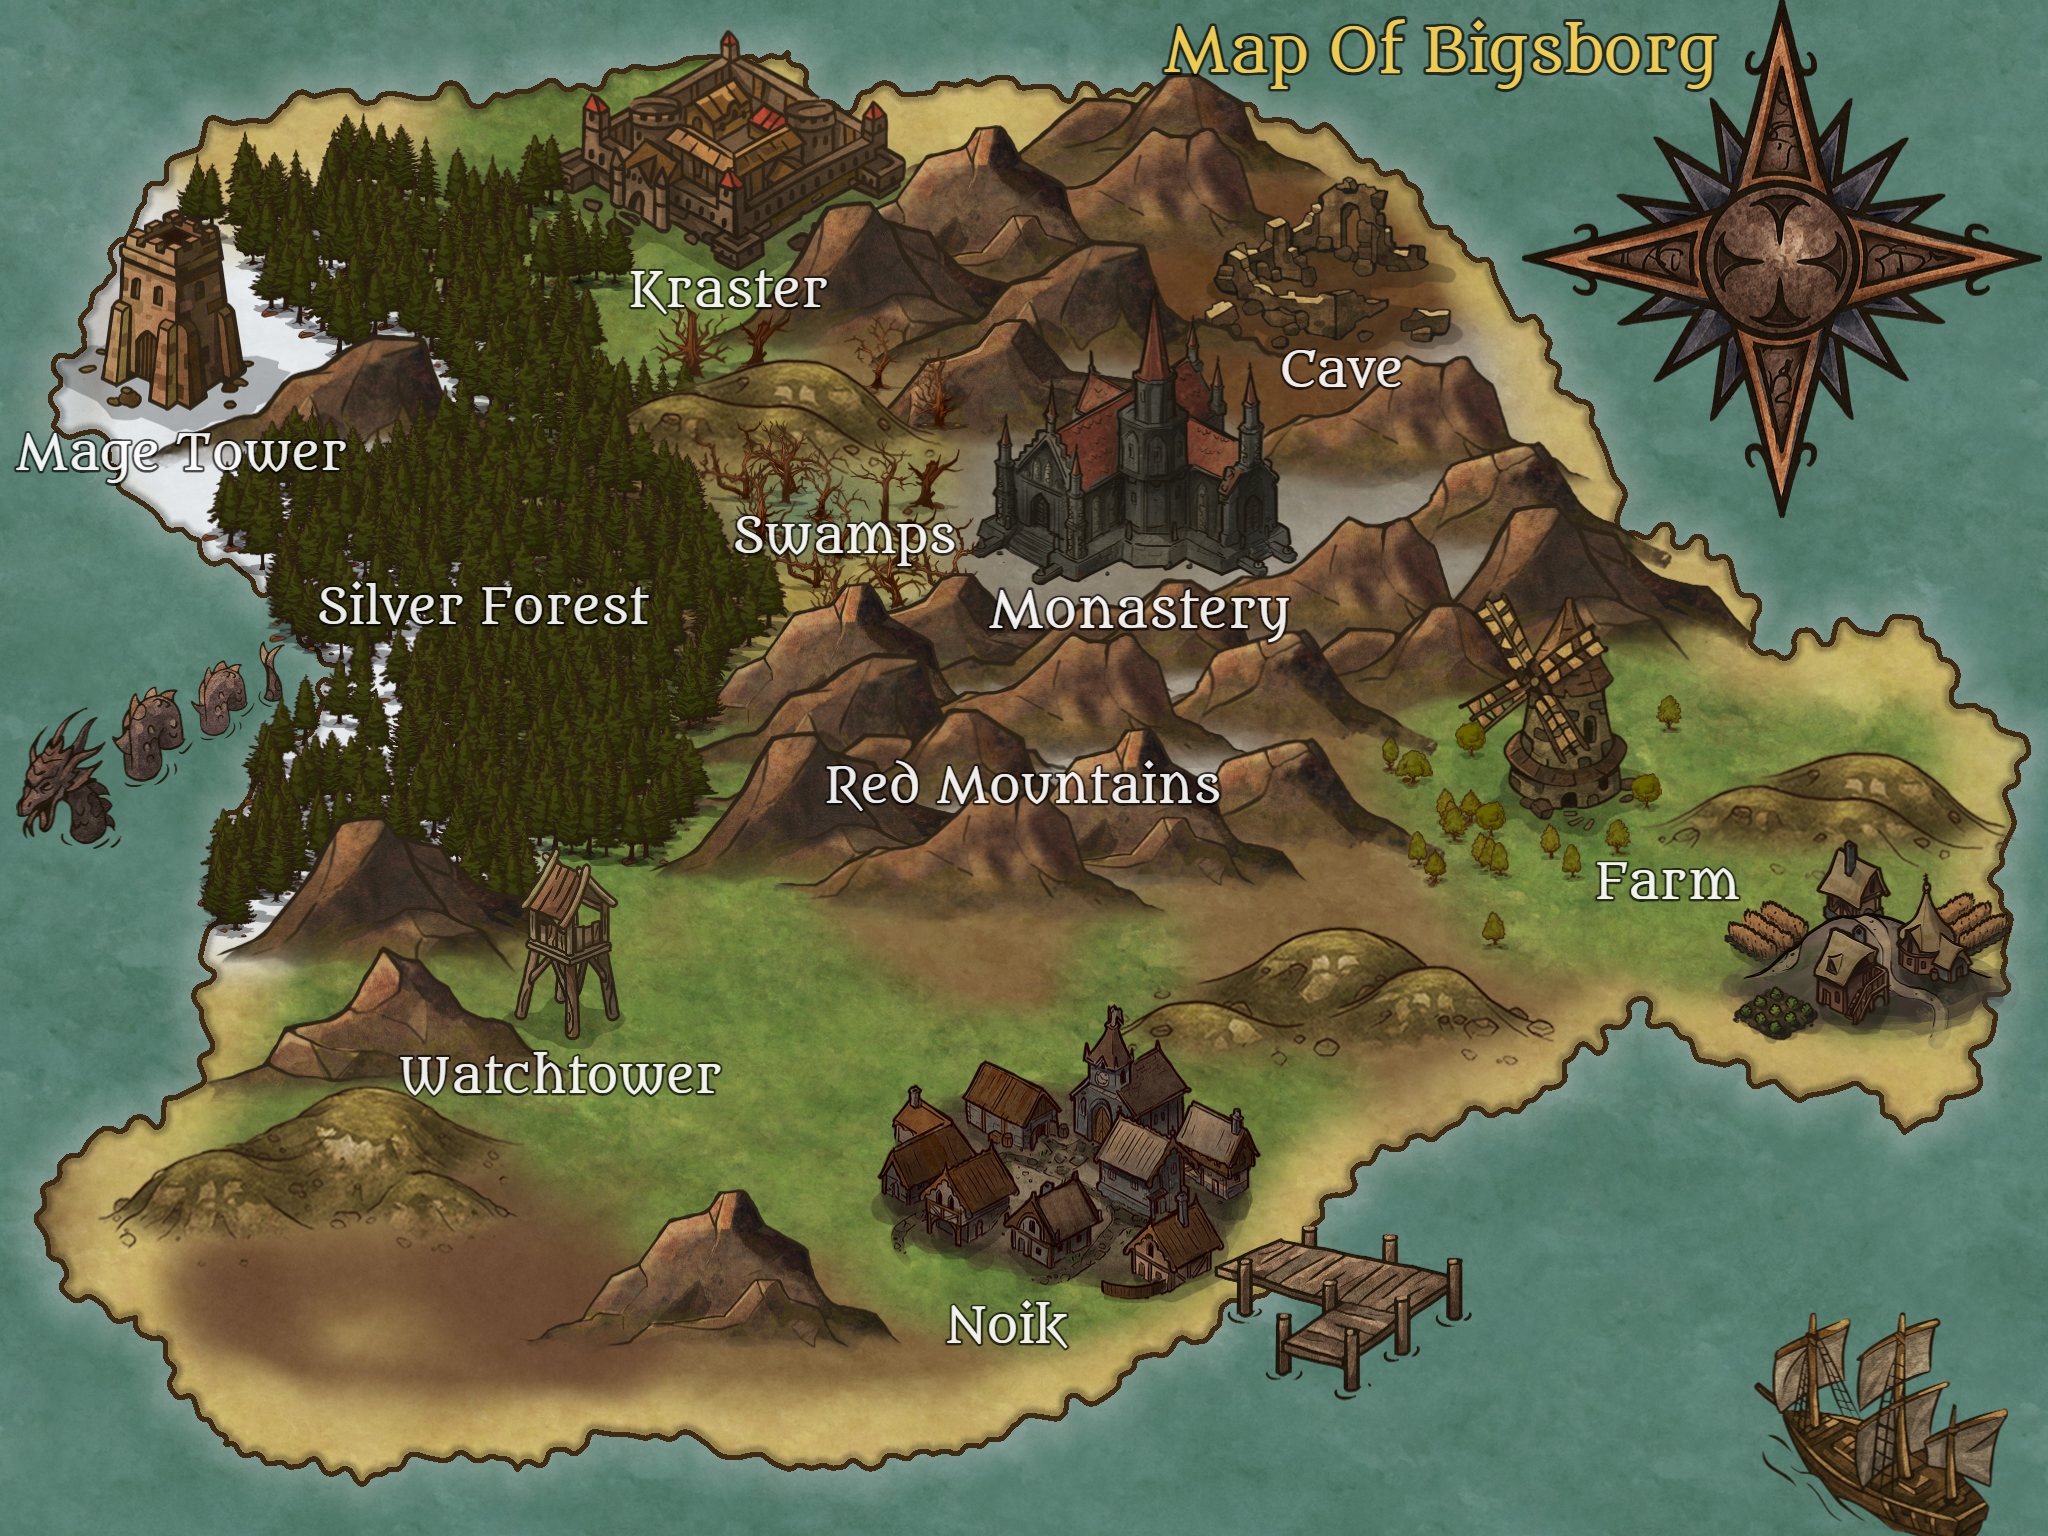 Map Of Bigsborg
Kraster
Cave
Mage Tower
Swamps
Silver Forest
Monastery
Red Mountains
Farm
Watchtower
Noik